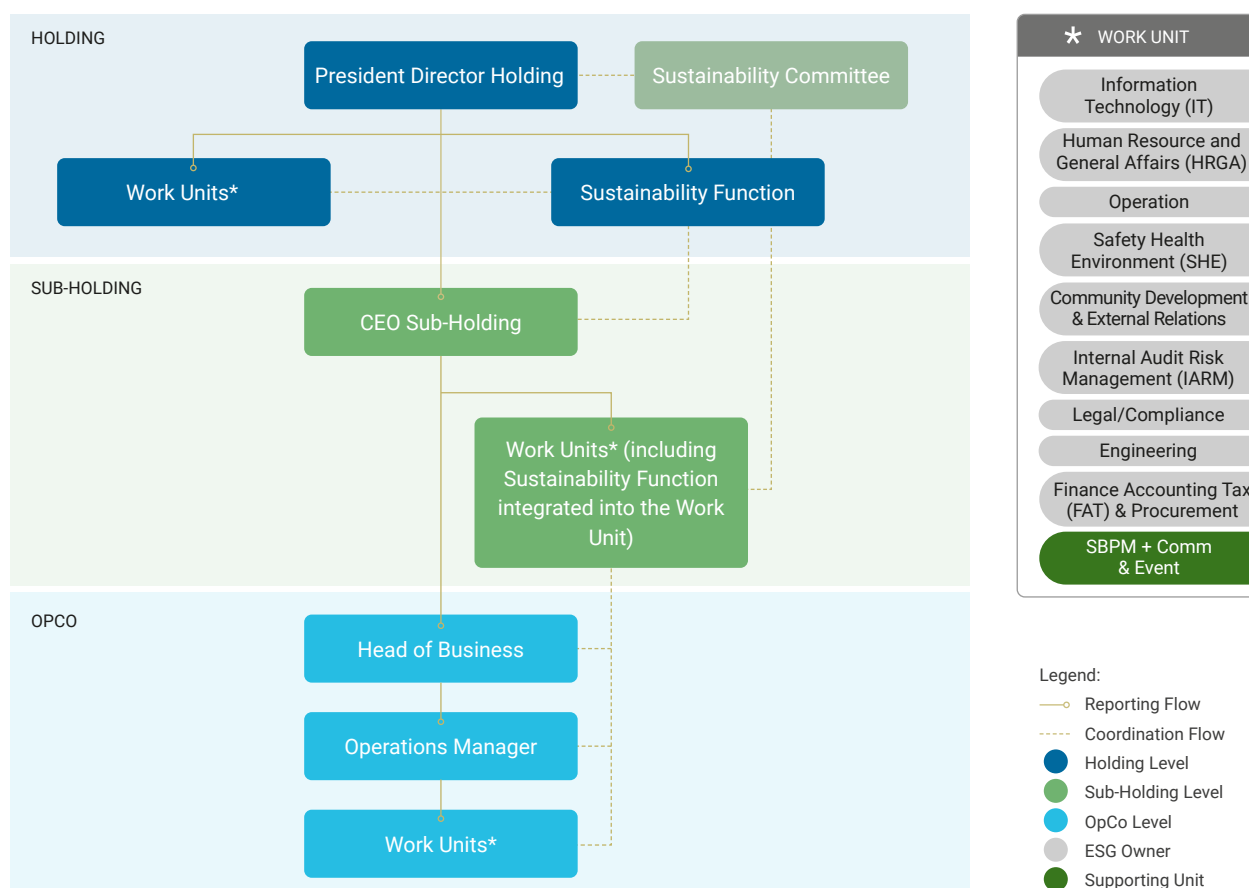 HOLDING
President Director Holding
Sustainability Committee
Work Units*
Sustainability Function
SUB-HOLDING
CEO Sub-Holding
Work Units* (including
Sustainability Function
integrated into the Work
Unit)
OPCO
Head of Business
Operations Manager
Work Units*
* WORK UNIT
Information
Technology (IT)
Human Resource and
General Affairs (HRGA)
Operation
Safety Health
Environment (SHE)
Community Development
& External Relations
Internal Audit Risk
Management (IARM)
Legal/Compliance
Engineering
Finance Accounting Tax
(FAT) & Procurement
SBPM + Comm
& Event
Legend:
Reporting Flow
Coordination Flow
Holding Level
Sub-Holding Level
OpCo Level
ESG Owner
Supporting Unit